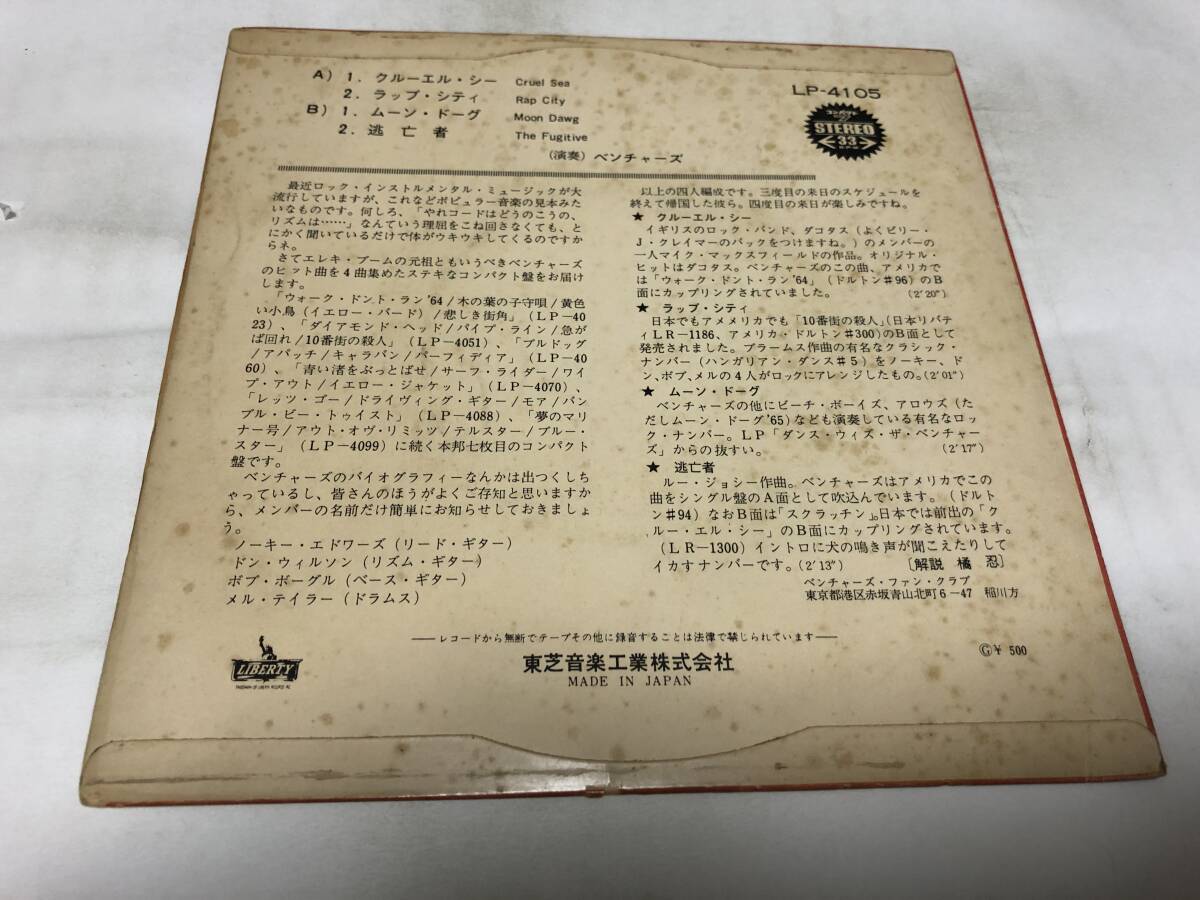 A) 1. クルーエル・シー Cruel Sea
2. ラップ・シティ Rap City
B) 1. ムーン・ドーグ Moon Dawg
2. 逃亡者 The Fugitive
(演奏) ベンチャーズ
LP-4105
コンパクト
STEREO
33
最近ロック・インストルメンタル・ミュージックが大
流行していますが、これなどポピュラー音楽の見本みた
いなものです。何しろ、「やれコードはどうのこうの、
リズムは……」なんていう理屈をこね回さなくても、と
にかく聞いているだけで体がウキウキしてくるのですか
らネ。
さてエレキ・ブームの元祖ともいうべきベンチャーズ
のヒット曲を4曲集めたステキなコンパクト盤をお届け
します。
「ウォーク・ドント・ラン'64/木の葉の子守唄/黄色
い小鳥(イエロー・バード)/悲しき街角」(LP-40
23)、「ダイアモンド・ヘッド/パイプ・ライン/急が
ば回れ/10番街の殺人」(LP-4051)、「ブルドッグ
/アパッチ/キャラバン/パーフィディア」(LP-40
60)、「青い渚をぶっとばせ/サーフ・ライダー/ワイ
プ・アウト/イエロー・ジャケット」(LP-4070)、
「レッツ・ゴー/ドライヴィング・ギター/モア/バン
ブル・ビー・トゥイスト」(LP-4088)、「夢のマリ
ナー号/アウト・オヴ・リミッツ/テルスター/ブルー・
スター」(LP-4099)に続く本邦七枚目のコンパクト
盤です。
ベンチャーズのバイオグラフィーなんかは出つくしち
ゃっているし、皆さんのほうがよくご存知と思いますか
ら、メンバーの名前だけ簡単にお知らせしておきましょ
う。
ノーキー・エドワーズ(リード・ギター)
ドン・ウィルソン(リズム・ギター)
ボブ・ボーグル(ベース・ギター)
メル・テイラー(ドラムス)
以上の四人編成です。三度目の来日のスケジュールを
終えて帰国した彼ら。四度目の来日が楽しみですね。
★ クルーエル・シー
イギリスのロック・バンド、ダコタス(よくビリー・
J・クレイマーのバックをつけますね。)のメンバーの
一人マイク・マックスフィールドの作品。オリジナル・
ヒットはダコタス。ベンチャーズのこの曲、アメリカで
は「ウォーク・ドント・ラン'64」(ドルトン#96)のB
面にカップリングされていました。 (2'20")
★ ラップ・シティ
日本でもアメリカでも「10番街の殺人」(日本リバテ
ィLR-1186、アメリカ・ドルトン#300)のB面として
発売されました。ブラームス作曲の有名なクラシック・
ナンバー(ハンガリアン・ダンス#5)をノーキー、ド
ン、ボブ、メルの4人がロックにアレンジしたもの。(2'01")
★ ムーン・ドーグ
ベンチャーズの他にビーチ・ボーイズ、アロウズ(た
だしムーン・ドーグ'65)なども演奏している有名なロッ
ク・ナンバー。LP「ダンス・ウィズ・ザ・ベンチャー
ズ」からの抜すい。 (2'17")
★ 逃亡者
ルー・ジョシー作曲。ベンチャーズはアメリカでこの
曲をシングル盤のA面として吹込んでいます。(ドルト
ン#94)なおB面は「スクラッチン」。日本では前出の「ク
ルー・エル・シー」のB面にカップリングされています。
(LR-1300)イントロに犬の鳴き声が聞こえたりして
イカすナンバーです。(2'13") 〔解説 橘 忍〕
ベンチャーズ・ファン・クラブ
東京都港区赤坂青山北町6-47 稲川方
──レコードから無断でテープその他に録音することは法律で禁じられています──
東芝音楽工業株式会社
MADE IN JAPAN
Ⓖ¥ 500
LIBERTY